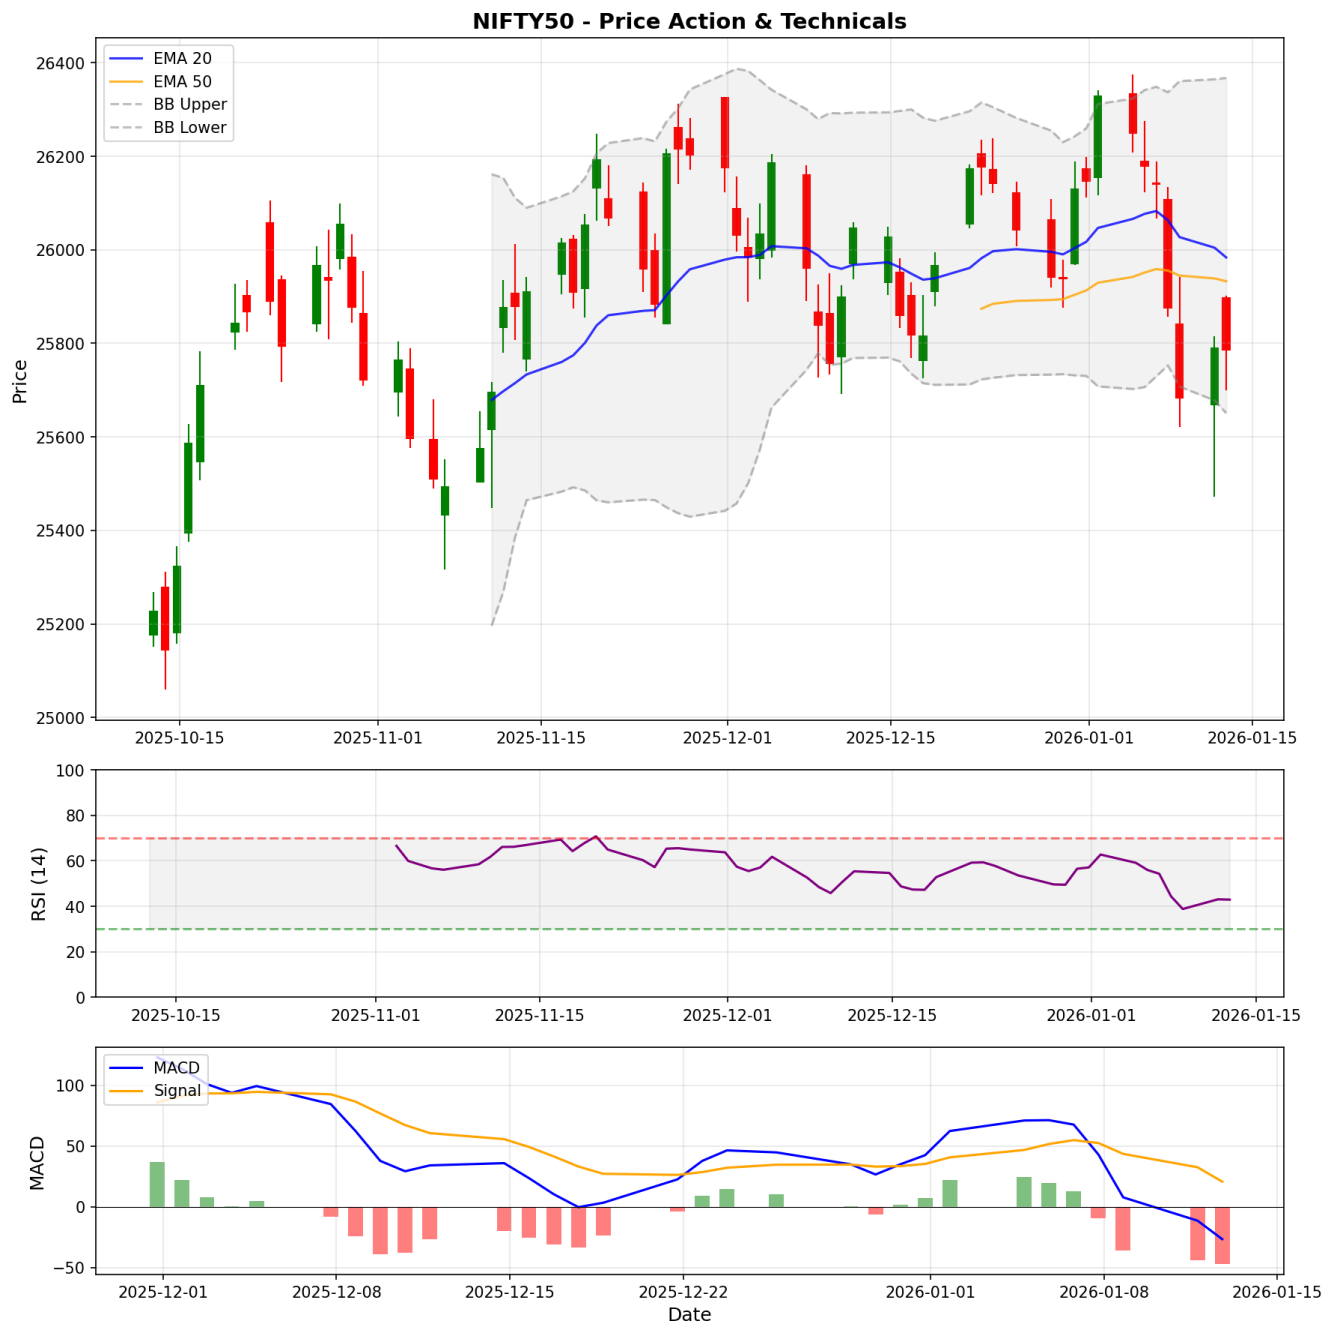 NIFTY50 - Price Action & Technicals
EMA 20
EMA 50
BB Upper
BB Lower
Price
26400
26200
26000
25800
25600
25400
25200
25000
2025-10-15 2025-11-01 2025-11-15 2025-12-01 2025-12-15 2026-01-01 2026-01-15
RSI (14)
100
80
60
40
20
0
2025-10-15 2025-11-01 2025-11-15 2025-12-01 2025-12-15 2026-01-01 2026-01-15
MACD
Signal
MACD
100
50
0
−50
2025-12-01 2025-12-08 2025-12-15 2025-12-22 2026-01-01 2026-01-08 2026-01-15
Date